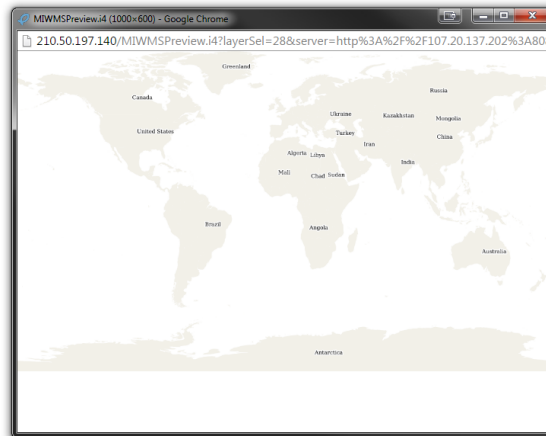 MIWMSPreview.i4 (1000×600) - Google Chrome
210.50.197.140/MIWMSPreview.i4?layerSel=28&server=http%3A%2F%2F107.20.137.202%3A80
Greenland
Russia
Canada
Ukraine
Kazakhstan
Mongolia
United States
Turkey
China
Iran
Algeria
Libya
India
Mali
Chad
Sudan
Brazil
Angola
Australia
Antarctica